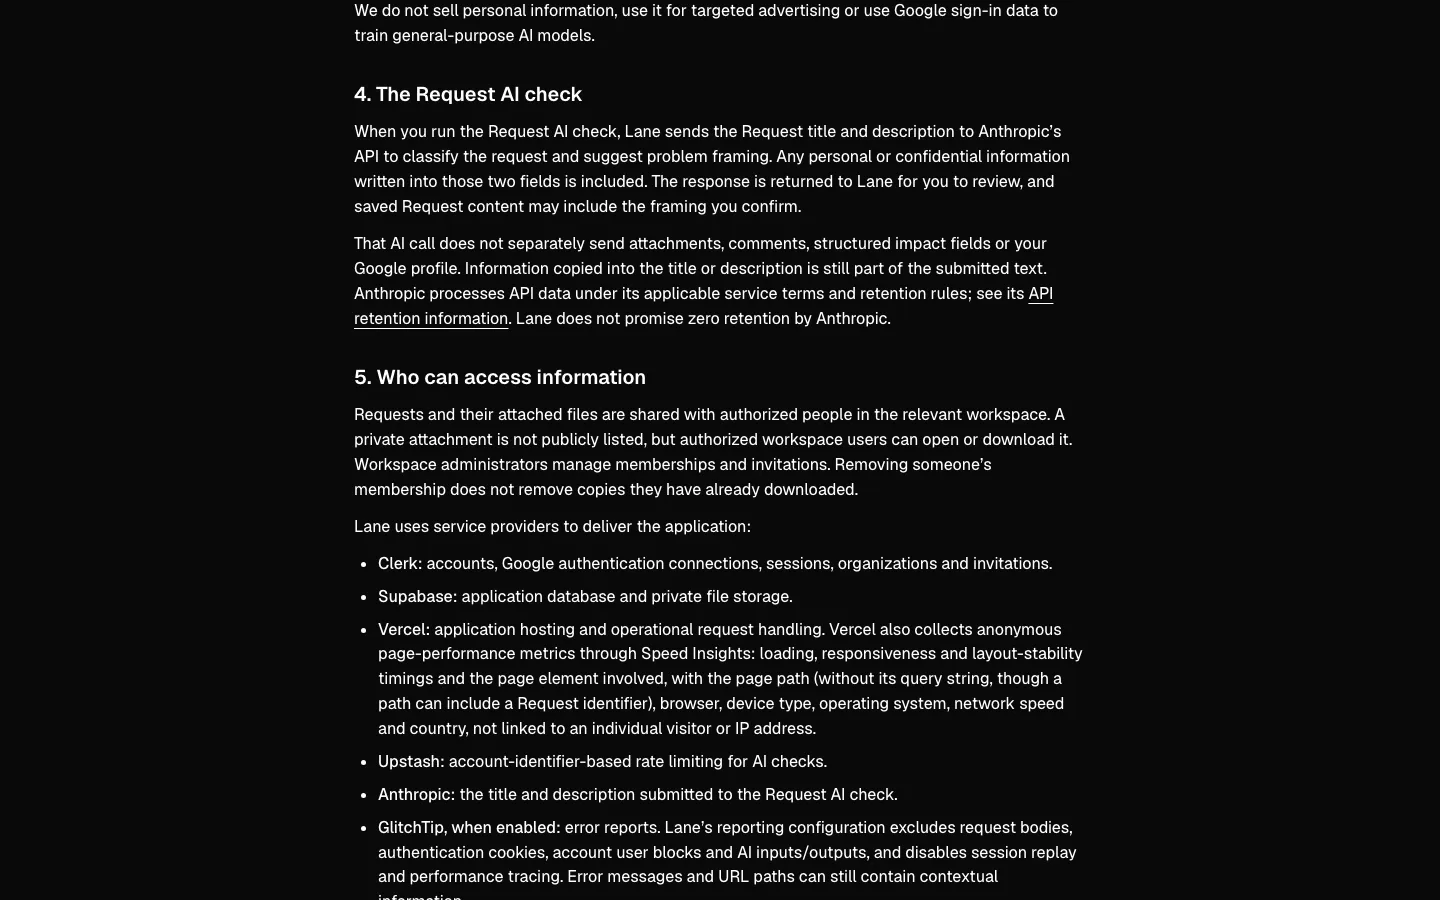 We do not sell personal information, use it for targeted advertising or use Google sign-in data to
train general-purpose AI models.
4. The Request AI check
When you run the Request AI check, Lane sends the Request title and description to Anthropic’s
API to classify the request and suggest problem framing. Any personal or confidential information
written into those two fields is included. The response is returned to Lane for you to review, and
saved Request content may include the framing you confirm.
That AI call does not separately send attachments, comments, structured impact fields or your
Google profile. Information copied into the title or description is still part of the submitted text.
Anthropic processes API data under its applicable service terms and retention rules; see its API
retention information. Lane does not promise zero retention by Anthropic.
5. Who can access information
Requests and their attached files are shared with authorized people in the relevant workspace. A
private attachment is not publicly listed, but authorized workspace users can open or download it.
Workspace administrators manage memberships and invitations. Removing someone’s
membership does not remove copies they have already downloaded.
Lane uses service providers to deliver the application:
• Clerk: accounts, Google authentication connections, sessions, organizations and invitations.
• Supabase: application database and private file storage.
• Vercel: application hosting and operational request handling. Vercel also collects anonymous
page-performance metrics through Speed Insights: loading, responsiveness and layout-stability
timings and the page element involved, with the page path (without its query string, though a
path can include a Request identifier), browser, device type, operating system, network speed
and country, not linked to an individual visitor or IP address.
• Upstash: account-identifier-based rate limiting for AI checks.
• Anthropic: the title and description submitted to the Request AI check.
• GlitchTip, when enabled: error reports. Lane’s reporting configuration excludes request bodies,
authentication cookies, account user blocks and AI inputs/outputs, and disables session replay
and performance tracing. Error messages and URL paths can still contain contextual
information.